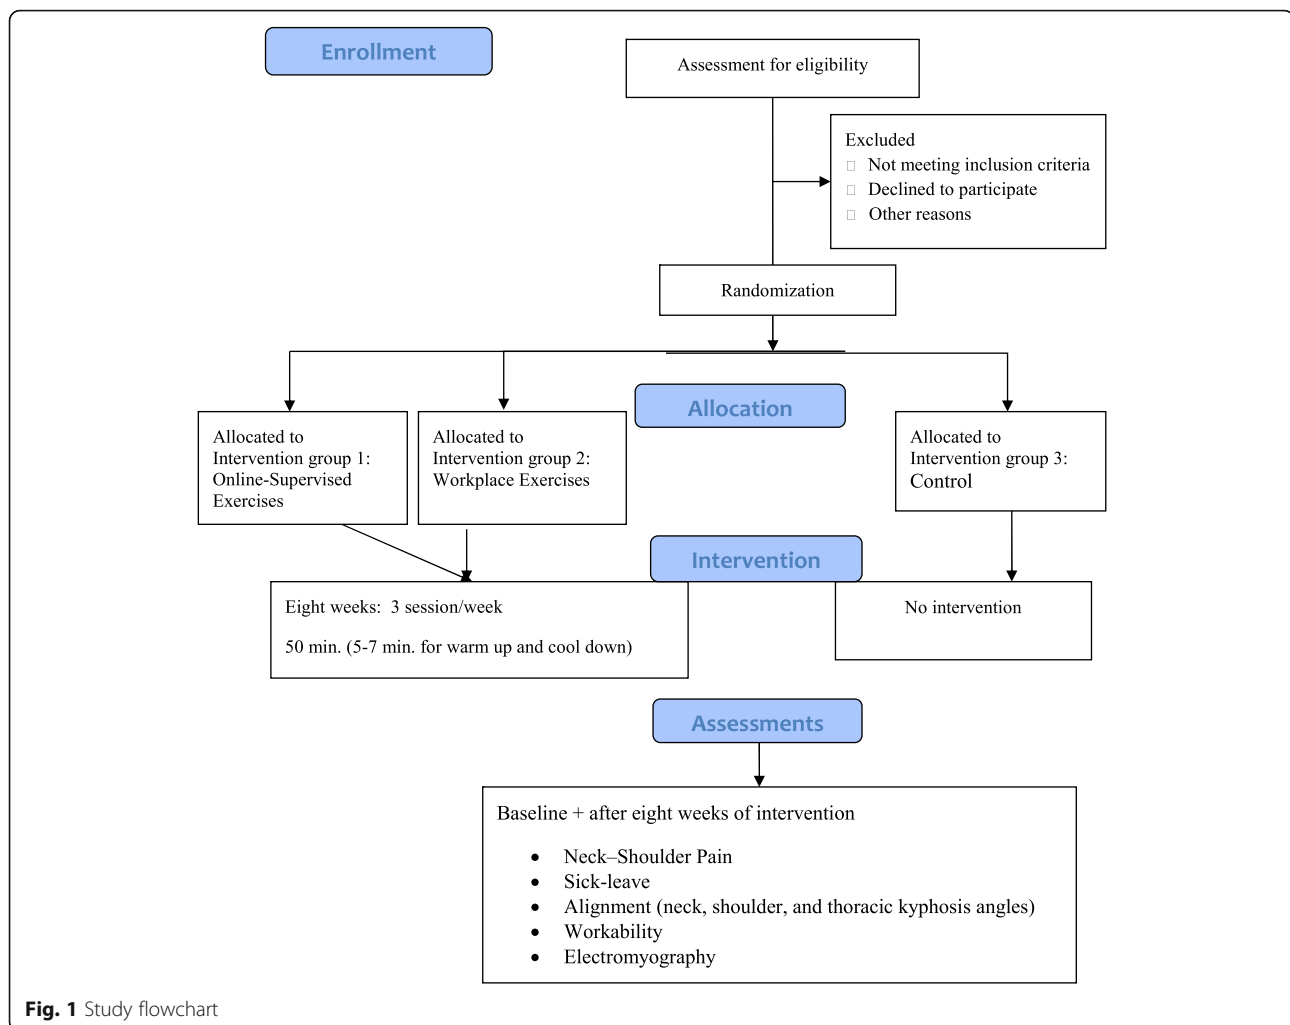 Enrollment
Assessment for eligibility
Excluded
Not meeting inclusion criteria
Declined to participate
Other reasons
Randomization
Allocation
Allocated to
Intervention group 1:
Online-Supervised
Exercises
Allocated to
Intervention group 2:
Workplace Exercises
Allocated to
Intervention group 3:
Control
Intervention
Eight weeks: 3 session/week
50 min. (5-7 min. for warm up and cool down)
No intervention
Assessments
Baseline + after eight weeks of intervention
• Neck–Shoulder Pain
• Sick-leave
• Alignment (neck, shoulder, and thoracic kyphosis angles)
• Workability
• Electromyography
Fig. 1 Study flowchart